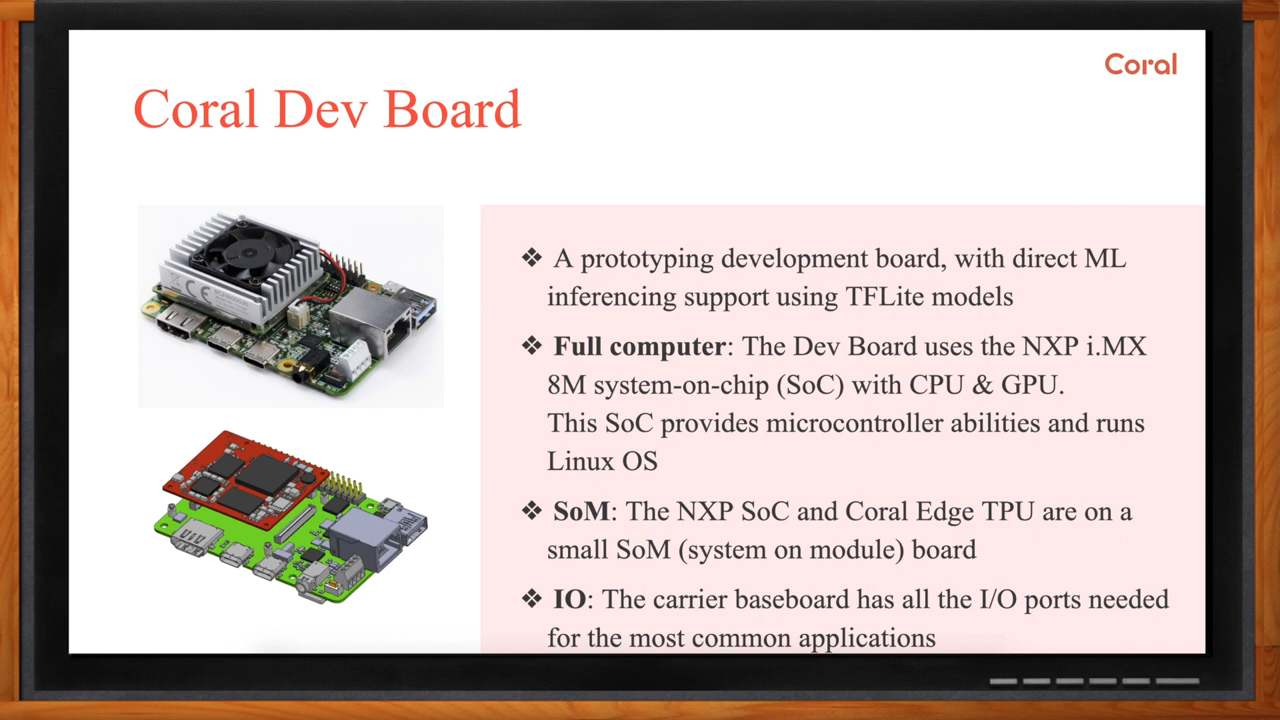 Coral
Coral Dev Board
❖ A prototyping development board, with direct ML
inferencing support using TFLite models
❖ Full computer: The Dev Board uses the NXP i.MX
8M system-on-chip (SoC) with CPU & GPU.
This SoC provides microcontroller abilities and runs
Linux OS
❖ SoM: The NXP SoC and Coral Edge TPU are on a
small SoM (system on module) board
❖ IO: The carrier baseboard has all the I/O ports needed
for the most common applications